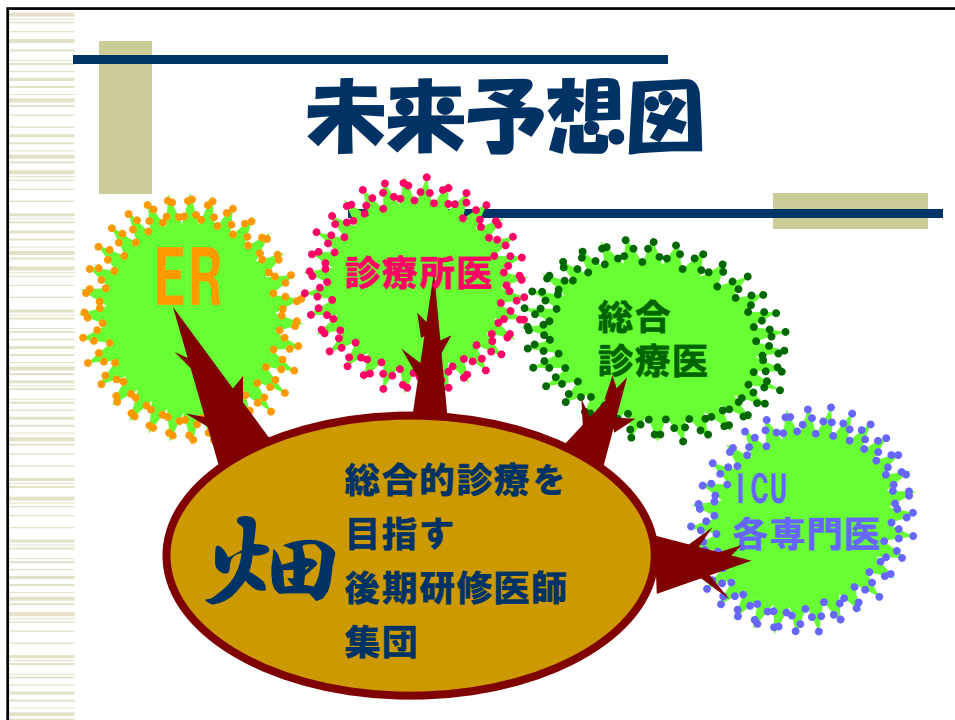 未来予想図
ER
診療所医
総合
診療医
ICU
各専門医
畑
総合的診療を
目指す
後期研修医師
集団